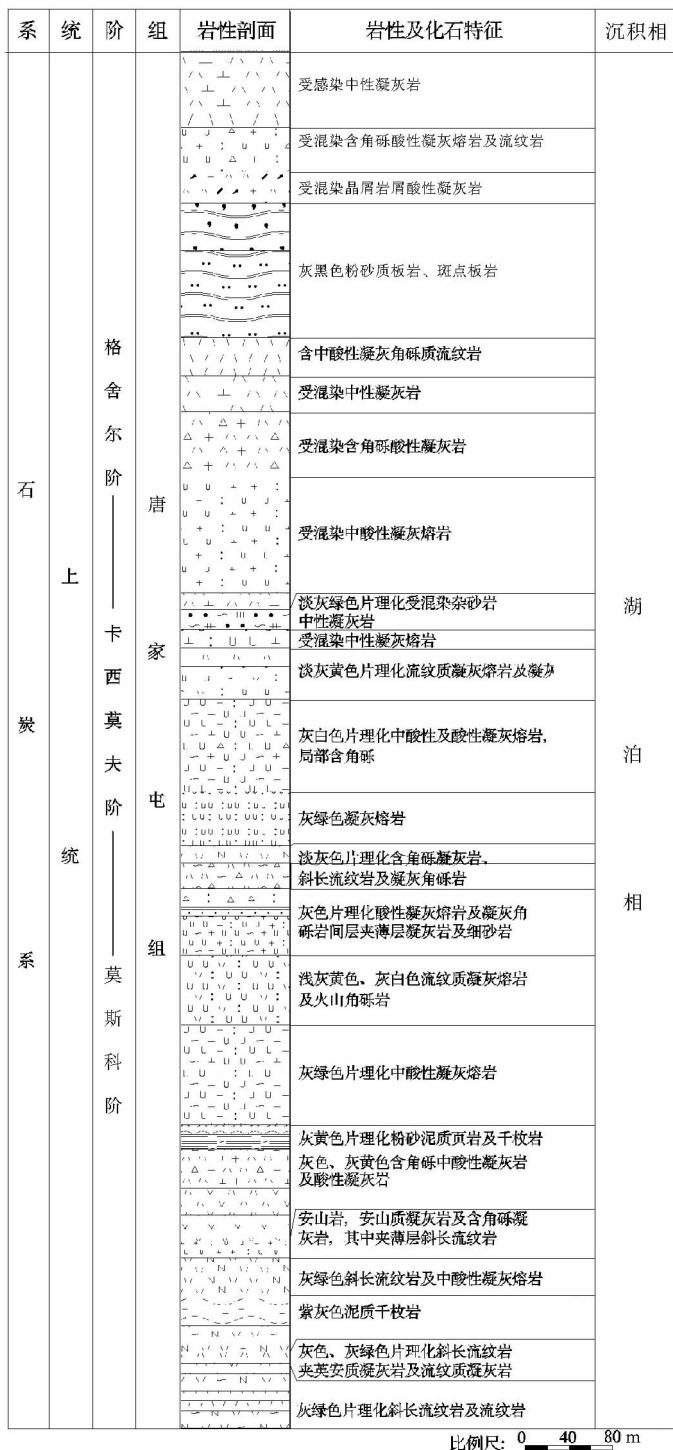 系 统 阶 组 岩性剖面 岩性及化石特征 沉积相
石炭系
上统
格舍尔阶——卡西莫夫阶——莫斯科阶
唐家屯组
受感染中性凝灰岩
受混染含角砾酸性凝灰熔岩及流纹岩
受混染晶屑岩屑酸性凝灰岩
灰黑色粉砂质板岩、斑点板岩
含中酸性凝灰角砾质流纹岩
受混染中性凝灰岩
受混染含角砾酸性凝灰岩
受混染中酸性凝灰熔岩
淡灰绿色片理化受混染杂砂岩
中性凝灰岩
受混染中性凝灰熔岩
淡灰黄色片理化流纹质凝灰熔岩及凝灰
灰白色片理化中酸性及酸性凝灰熔岩,
局部含角砾
灰绿色凝灰熔岩
淡灰色片理化含角砾凝灰岩、
斜长流纹岩及凝灰角砾岩
灰色片理化酸性凝灰熔岩及凝灰角
砾岩间层夹薄层凝灰岩及细砂岩
浅灰黄色、灰白色流纹质凝灰熔岩
及火山角砾岩
灰绿色片理化中酸性凝灰熔岩
灰黄色片理化粉砂泥质页岩及千枚岩
灰色、灰黄色含角砾中酸性凝灰岩
及酸性凝灰岩
安山岩, 安山质凝灰岩及含角砾凝
灰岩, 其中夹薄层斜长流纹岩
灰绿色斜长流纹岩及中酸性凝灰熔岩
紫灰色泥质千枚岩
灰色、灰绿色片理化斜长流纹岩
夹英安质凝灰岩及流纹质凝灰岩
灰绿色片理化斜长流纹岩及流纹岩
湖泊相
比例尺: 0 40 80 m